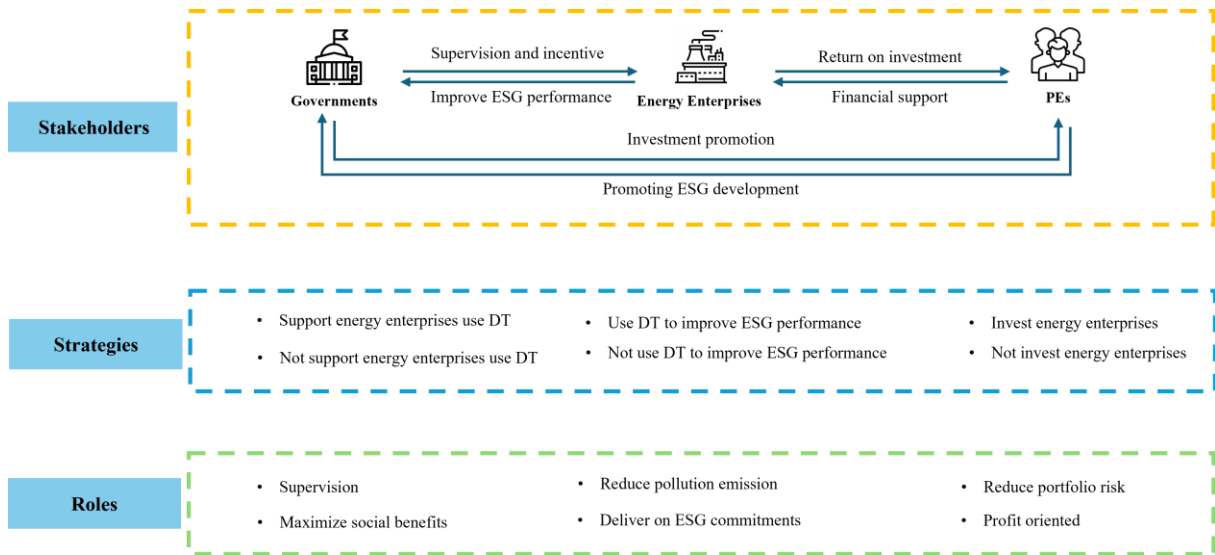 Supervision and incentive
Return on investment
Governments
Improve ESG performance
Energy Enterprises
Financial support
PEs
Stakeholders
Investment promotion
Promoting ESG development
Strategies
• Support energy enterprises use DT
• Not support energy enterprises use DT
• Use DT to improve ESG performance
• Not use DT to improve ESG performance
• Invest energy enterprises
• Not invest energy enterprises
Roles
• Supervision
• Maximize social benefits
• Reduce pollution emission
• Deliver on ESG commitments
• Reduce portfolio risk
• Profit oriented